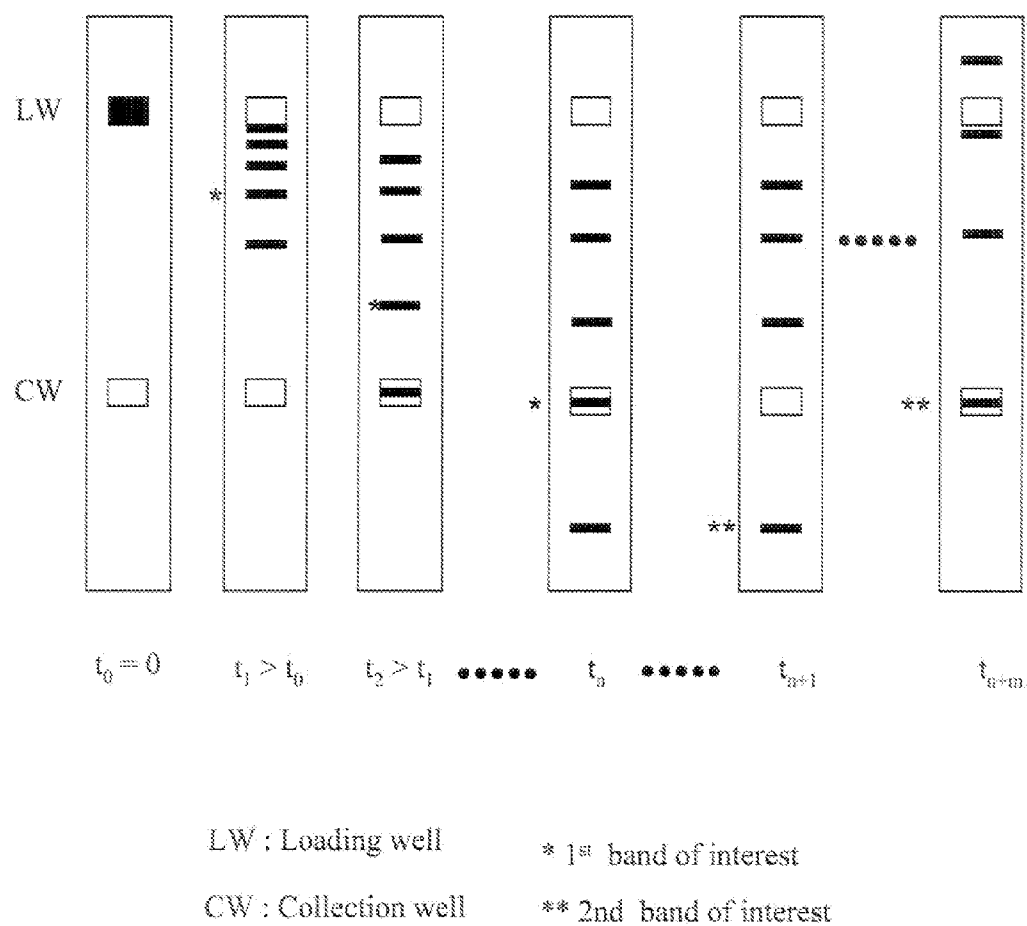 LW
*
*
CW
*
**
**
t₀ = 0
t₁ > t₀
t₂ > t₁
tₙ
tₙ₊₁
tₙ₊ₘ
LW : Loading well
* 1st band of interest
CW : Collection well
** 2nd band of interest